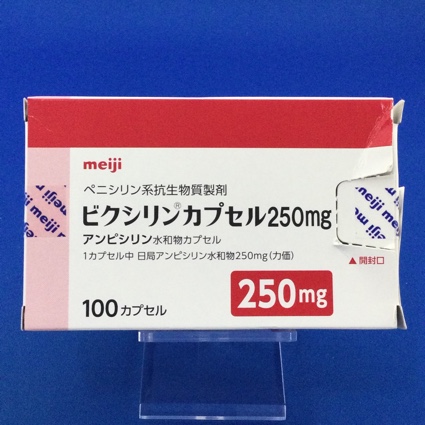 meiji
ペニシリン系抗生物質製剤
ビクシリン®カプセル250mg
アンピシリン水和物カプセル
1カプセル中 日局アンピシリン水和物250mg(力価)
▲開封口
250mg
100カプセル
meiji
meiji